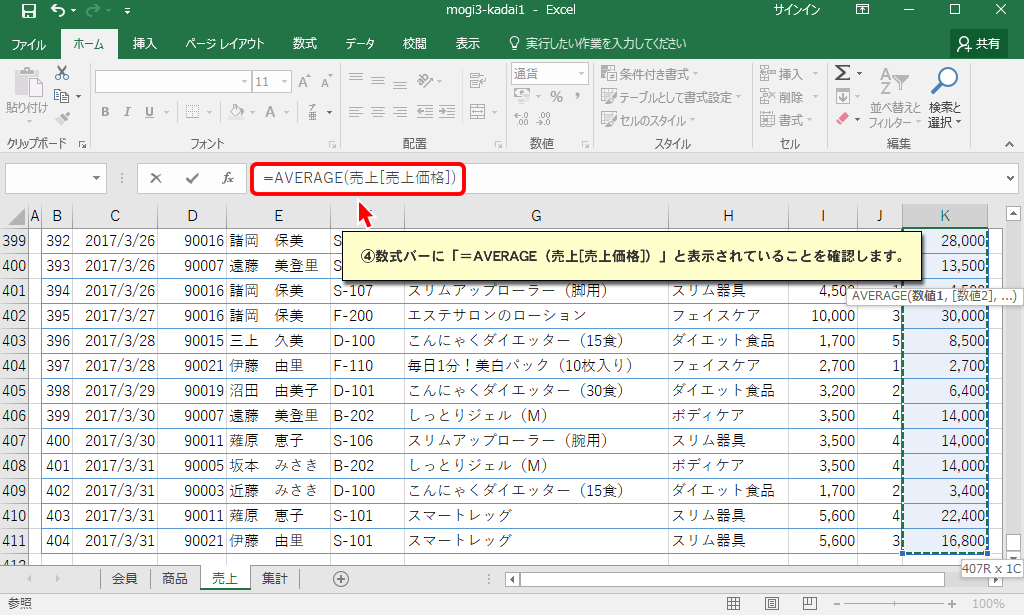 mogi3-kadai1 - Excel サインイン
ファイル ホーム 挿入 ページ レイアウト 数式 データ 校閲 表示 実行したい作業を入力してください 共有
貼り付け 11 通貨 条件付き書式 挿入 並べ替えと フィルター 検索と 選択
テーブルとして書式設定 削除
セルのスタイル 書式
クリップボード フォント 配置 数値 スタイル セル 編集
=AVERAGE(売上[売上価格])
A B C D E G H I J K
399 392 2017/3/26 90016 諸岡 保美 S 28,000
④数式バーに「＝AVERAGE（売上[売上価格]）」と表示されていることを確認します。
400 393 2017/3/26 90007 遠藤 美登里 S 13,500
401 394 2017/3/26 90016 諸岡 保美 S-107 スリムアップローラー（脚用） スリム器具 4,500
AVERAGE(数値1, [数値2], ...)
402 395 2017/3/27 90016 諸岡 保美 F-200 エステサロンのローション フェイスケア 10,000 3 30,000
403 396 2017/3/28 90015 三上 久美 D-100 こんにゃくダイエッター（15食） ダイエット食品 1,700 5 8,500
404 397 2017/3/28 90021 伊藤 由里 F-110 毎日1分！美白パック（10枚入り） フェイスケア 2,700 1 2,700
405 398 2017/3/29 90019 沼田 由美子 D-101 こんにゃくダイエッター（30食） ダイエット食品 3,200 2 6,400
406 399 2017/3/30 90007 遠藤 美登里 B-202 しっとりジェル（M） ボディケア 3,500 4 14,000
407 400 2017/3/30 90011 薙原 恵子 S-106 スリムアップローラー（腕用） スリム器具 3,500 4 14,000
408 401 2017/3/31 90005 坂本 みさき B-202 しっとりジェル（M） ボディケア 3,500 4 14,000
409 402 2017/3/31 90003 近藤 みさき D-100 こんにゃくダイエッター（15食） ダイエット食品 1,700 2 3,400
410 403 2017/3/31 90011 薙原 恵子 S-101 スマートレッグ スリム器具 5,600 4 22,400
411 404 2017/3/31 90021 伊藤 由里 S-101 スマートレッグ スリム器具 5,600 3 16,800
407R x 1C
会員 商品 売上 集計
参照 100%